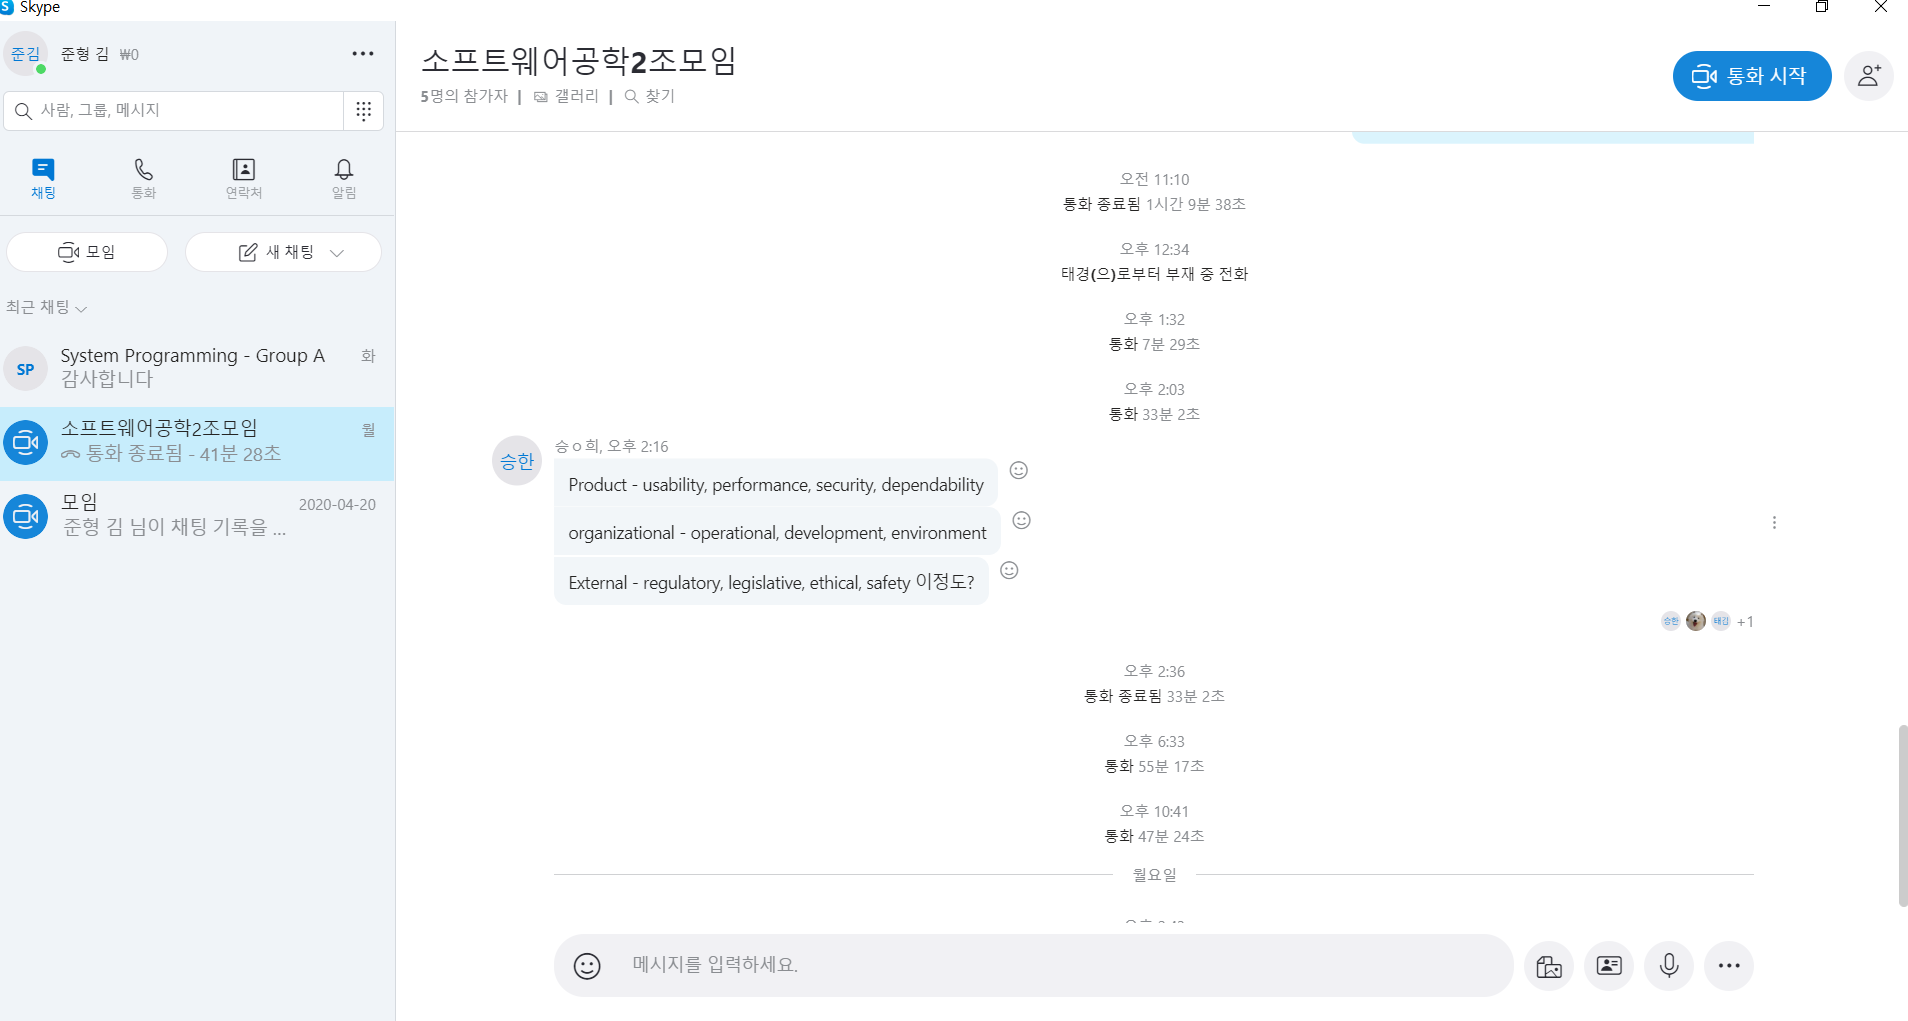 Skype
준김 준형 김 ₩0
사람, 그룹, 메시지
채팅 통화 연락처 알림
모임 새 채팅
최근 채팅
SP System Programming - Group A 화
감사합니다
소프트웨어공학2조모임 월
통화 종료됨 - 41분 28초
모임 2020-04-20
준형 김 님이 채팅 기록을 ...
소프트웨어공학2조모임
5명의 참가자 | 갤러리 | 찾기
통화 시작
오전 11:10
통화 종료됨 1시간 9분 38초
오후 12:34
태경(으)로부터 부재 중 전화
오후 1:32
통화 7분 29초
오후 2:03
통화 33분 2초
승한 승ㅇ희, 오후 2:16
Product - usability, performance, security, dependability
organizational - operational, development, environment
External - regulatory, legislative, ethical, safety 이정도?
승한 +1
오후 2:36
통화 종료됨 33분 2초
오후 6:33
통화 55분 17초
오후 10:41
통화 47분 24초
월요일
메시지를 입력하세요.